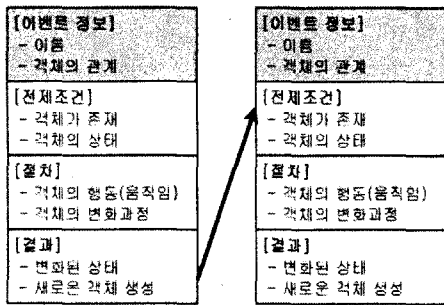 [이벤트 정보]
- 이름
- 객체의 관계
[전제조건]
- 객체가 존재
- 객체의 상태
[절차]
- 객체의 행동(움직임)
- 객체의 변화과정
[결과]
- 변화된 상태
- 새로운 객체 생성
[이벤트 정보]
- 이름
- 객체의 관계
[전제조건]
- 객체가 존재
- 객체의 상태
[절차]
- 객체의 행동(움직임)
- 객체의 변화과정
[결과]
- 변화된 상태
- 새로운 객체 생성